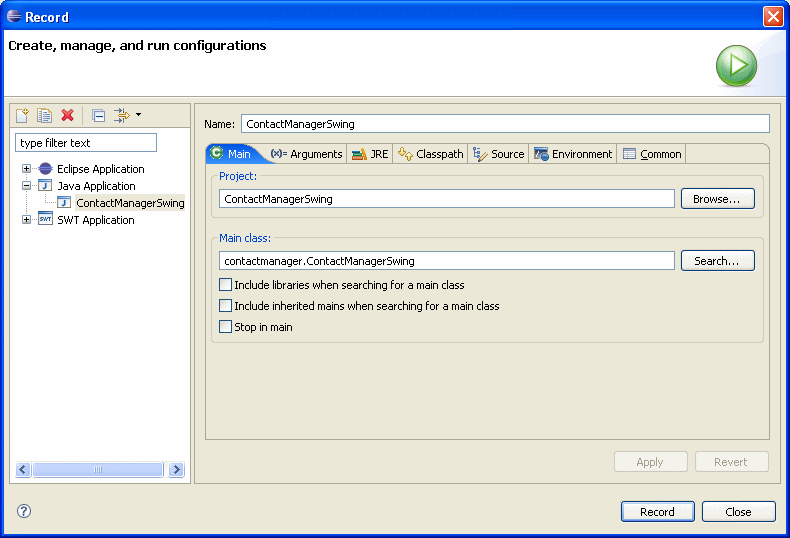 Record
Create, manage, and run configurations
type filter text
Eclipse Application
Java Application
ContactManagerSwing
SWT Application
Name: ContactManagerSwing
Main (x)= Arguments JRE Classpath Source Environment Common
Project:
ContactManagerSwing Browse...
Main class:
contactmanager.ContactManagerSwing Search...
Include libraries when searching for a main class
Include inherited mains when searching for a main class
Stop in main
Apply Revert
Record Close